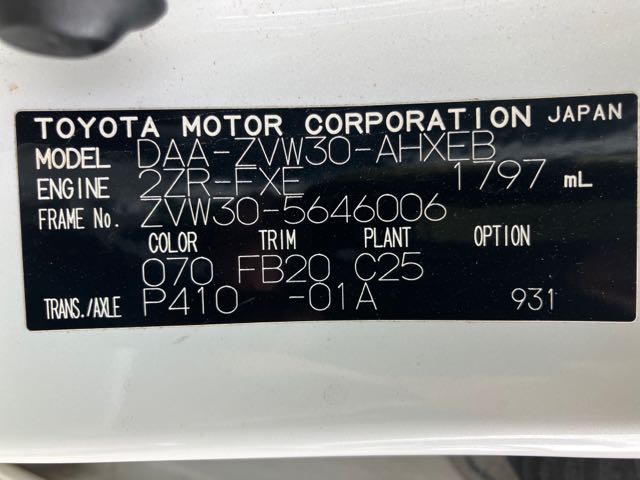 TOYOTA MOTOR CORPORATION JAPAN
MODEL DAA-ZVW30-AHXEB
ENGINE 2ZR-FXE 1797 mL
FRAME No. ZVW30-5646006
COLOR TRIM PLANT OPTION
070 FB20 C25
TRANS./AXLE P410 -01A 931